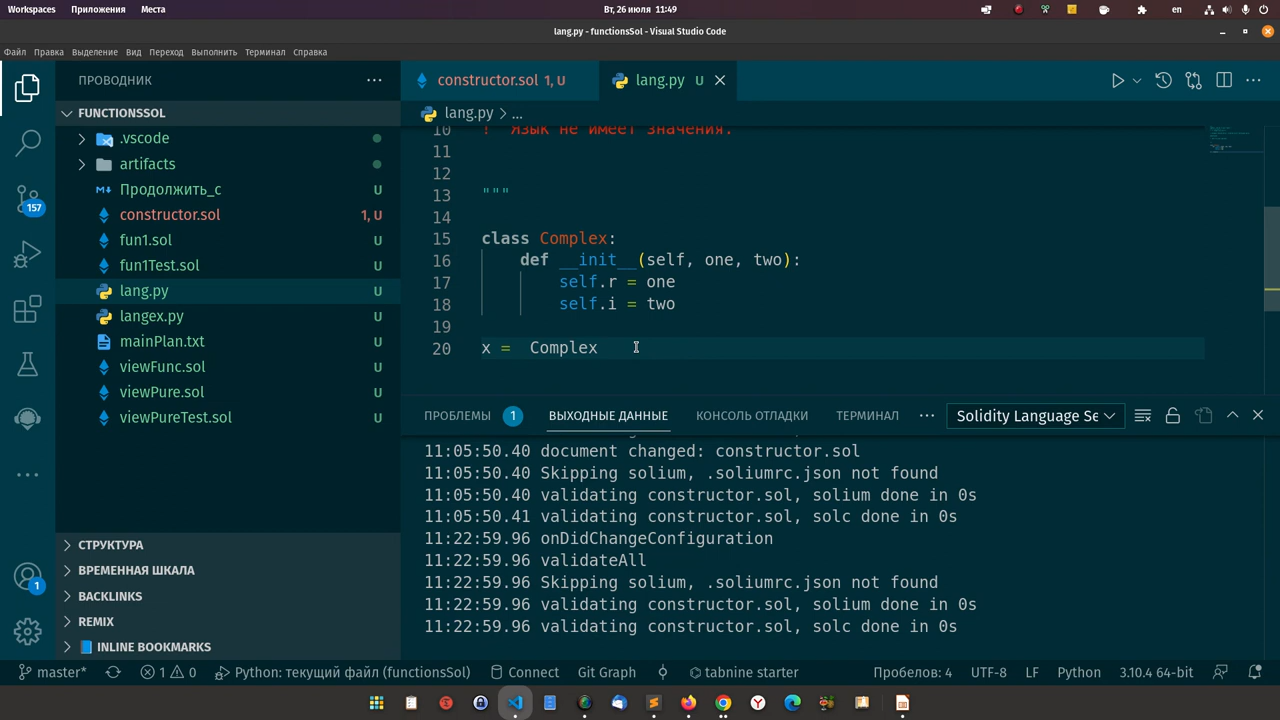 Workspaces Приложения Места Вт, 26 июля 11:49 en
lang.py - functionsSol - Visual Studio Code
Файл Правка Выделение Вид Переход Выполнить Терминал Справка
ПРОВОДНИК
constructor.sol 1, U
lang.py U
FUNCTIONSSOL
lang.py > ...
.vscode
artifacts
Продолжить_с U
constructor.sol 1, U
fun1.sol U
fun1Test.sol U
lang.py U
langex.py U
mainPlan.txt U
viewFunc.sol U
viewPure.sol U
viewPureTest.sol U
157
1
СТРУКТУРА
ВРЕМЕННАЯ ШКАЛА
BACKLINKS
REMIX
INLINE BOOKMARKS
10 ! Язык не имеет значения.
11
12
13 """
14
15 class Complex:
16 def __init__(self, one, two):
17 self.r = one
18 self.i = two
19
20 x = Complex
ПРОБЛЕМЫ 1 ВЫХОДНЫЕ ДАННЫЕ КОНСОЛЬ ОТЛАДКИ ТЕРМИНАЛ ... Solidity Language Se
11:05:50.40 document changed: constructor.sol
11:05:50.40 Skipping solium, .soliumrc.json not found
11:05:50.40 validating constructor.sol, solium done in 0s
11:05:50.41 validating constructor.sol, solc done in 0s
11:22:59.96 onDidChangeConfiguration
11:22:59.96 validateAll
11:22:59.96 Skipping solium, .soliumrc.json not found
11:22:59.96 validating constructor.sol, solium done in 0s
11:22:59.96 validating constructor.sol, solc done in 0s
master* 1 0 Python: текущий файл (functionsSol) Connect Git Graph tabnine starter Пробелов: 4 UTF-8 LF Python 3.10.4 64-bit